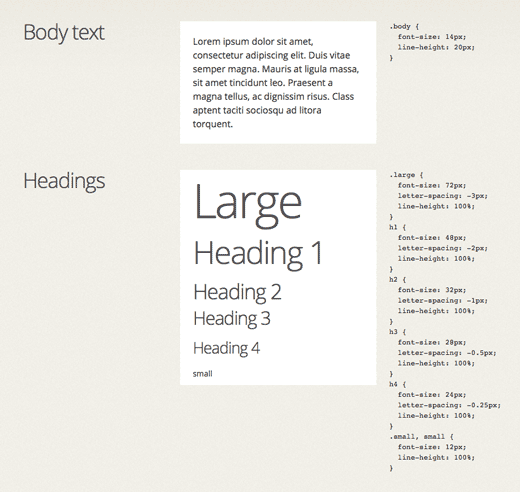 Body text
Lorem ipsum dolor sit amet,
consectetur adipiscing elit. Duis vitae
semper magna. Mauris at ligula massa,
sit amet tincidunt leo. Praesent a
magna tellus, ac dignissim risus. Class
aptent taciti sociosqu ad litora
torquent.
.body {
font-size: 14px;
line-height: 20px;
}
Headings
Large
Heading 1
Heading 2
Heading 3
Heading 4
small
.large {
font-size: 72px;
letter-spacing: -3px;
line-height: 100%;
}
h1 {
font-size: 48px;
letter-spacing: -2px;
line-height: 100%;
}
h2 {
font-size: 32px;
letter-spacing: -1px;
line-height: 100%;
}
h3 {
font-size: 28px;
letter-spacing: -0.5px;
line-height: 100%;
}
h4 {
font-size: 24px;
letter-spacing: -0.25px;
line-height: 100%;
}
.small, small {
font-size: 12px;
line-height: 100%;
}